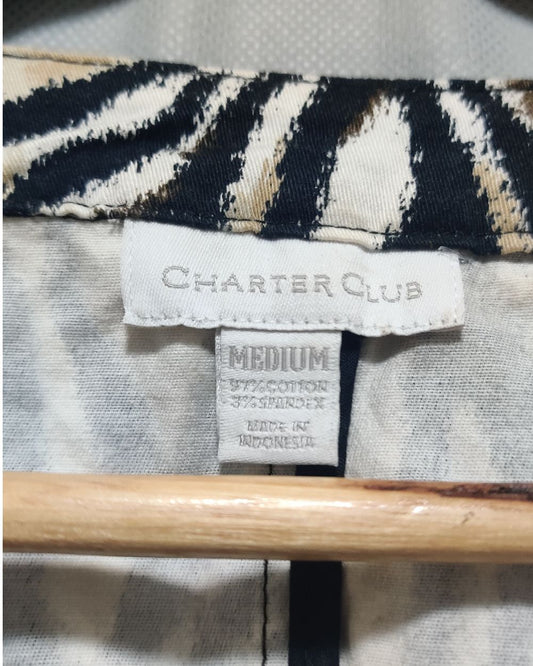 CHARTER CLUB
MEDIUM
97% COTTON
3% SPANDEX
MADE IN
INDONESIA